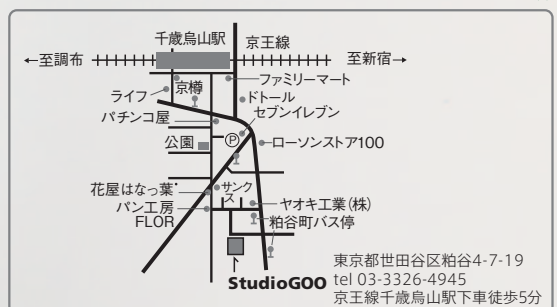 千歳烏山駅
京王線
←至調布
至新宿→
京樽
ファミリーマート
ライフ
ドトール
パチンコ屋
セブンイレブン
公園
P
ローソンストア100
花屋はなっ葉
サンクス
パン工房
FLOR
ヤオキ工業(株)
粕谷町バス停
StudioGOO
東京都世田谷区粕谷4-7-19
tel 03-3326-4945
京王線千歳烏山駅下車徒歩5分